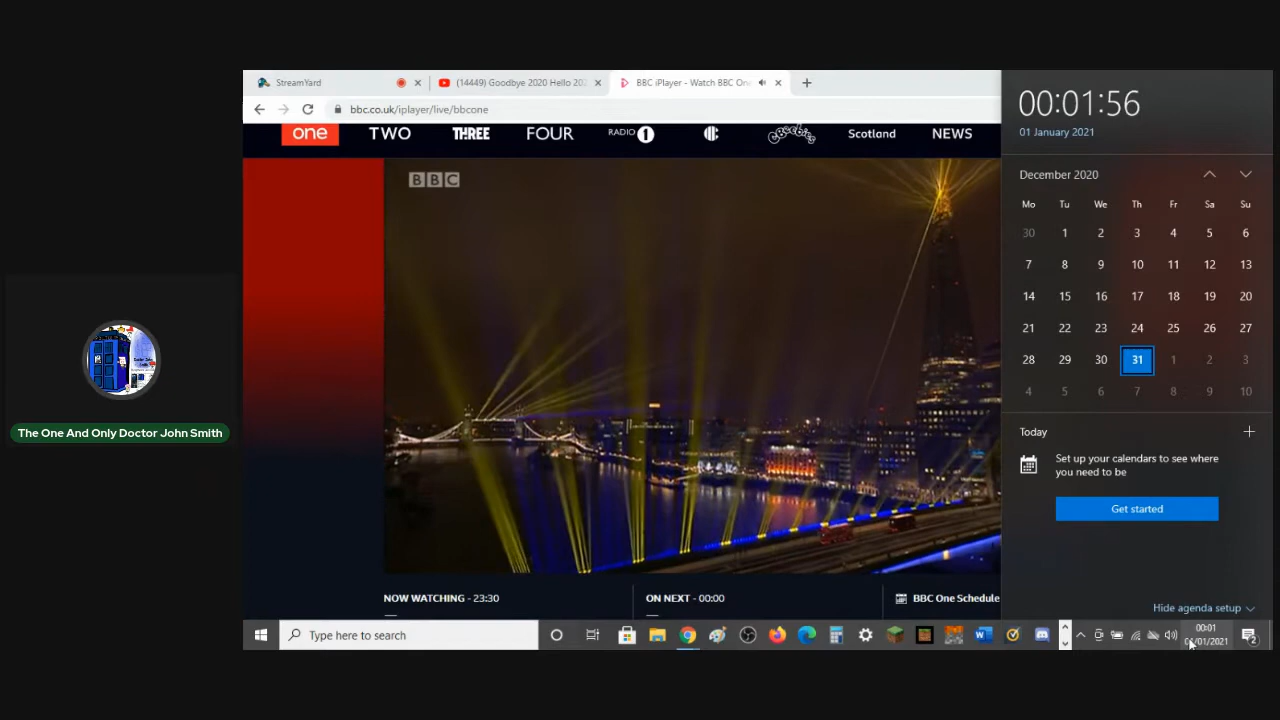 StreamYard
(14449) Goodbye 2020 Hello 202
BBC iPlayer - Watch BBC One
bbc.co.uk/iplayer/live/bbcone
one TWO THREE FOUR RADIO 1 CBeebies Scotland NEWS
BBC
The One And Only Doctor John Smith
NOW WATCHING - 23:30
ON NEXT - 00:00
BBC One Schedule
00:01:56
01 January 2021
December 2020
Mo Tu We Th Fr Sa Su
30 1 2 3 4 5 6
7 8 9 10 11 12 13
14 15 16 17 18 19 20
21 22 23 24 25 26 27
28 29 30 31 1 2 3
4 5 6 7 8 9 10
Today
Set up your calendars to see where
you need to be
Get started
Hide agenda setup
Type here to search
00:01
01/01/2021
2